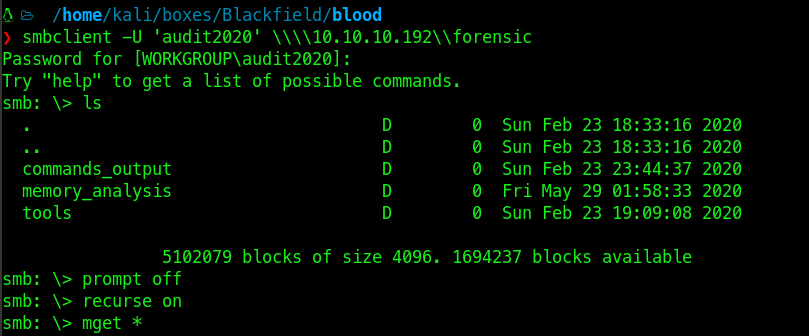 /home/kali/boxes/Blackfield/blood
❯ smbclient -U 'audit2020' \\\\10.10.10.192\\forensic
Password for [WORKGROUP\audit2020]:
Try "help" to get a list of possible commands.
smb: \> ls
  .                                   D        0  Sun Feb 23 18:33:16 2020
  ..                                  D        0  Sun Feb 23 18:33:16 2020
  commands_output                     D        0  Sun Feb 23 23:44:37 2020
  memory_analysis                     D        0  Fri May 29 01:58:33 2020
  tools                               D        0  Sun Feb 23 19:09:08 2020
                5102079 blocks of size 4096. 1694237 blocks available
smb: \> prompt off
smb: \> recurse on
smb: \> mget *